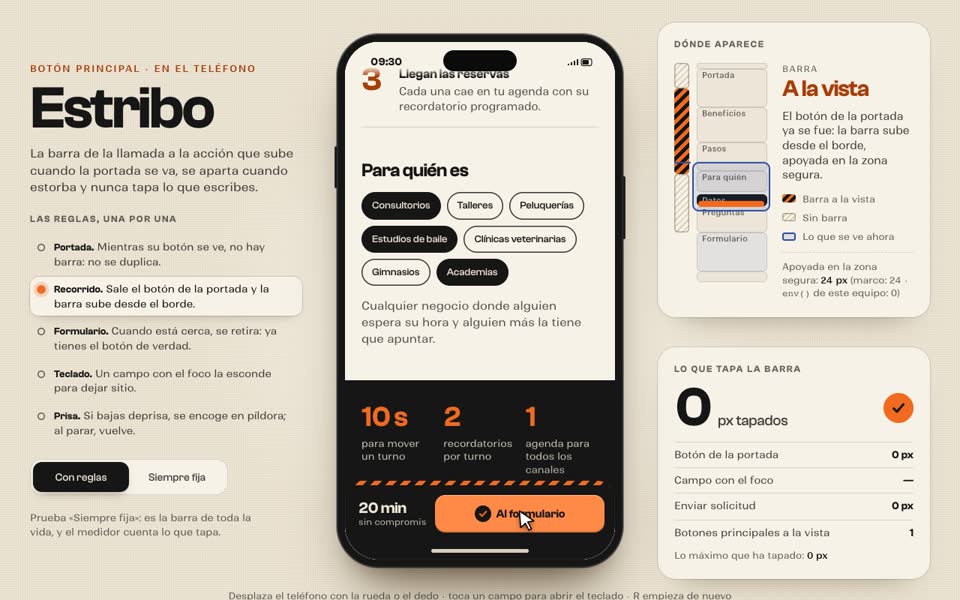 BOTÓN PRINCIPAL · EN EL TELÉFONO
Estribo
La barra de la llamada a la acción que sube
cuando la portada se va, se aparta cuando
estorba y nunca tapa lo que escribes.
LAS REGLAS, UNA POR UNA
Portada. Mientras su botón se ve, no hay
barra: no se duplica.
Recorrido. Sale el botón de la portada y la
barra sube desde el borde.
Formulario. Cuando está cerca, se retira: ya
tienes el botón de verdad.
Teclado. Un campo con el foco la esconde
para dejar sitio.
Prisa. Si bajas deprisa, se encoge en píldora;
al parar, vuelve.
Con reglas
Siempre fija
Prueba «Siempre fija»: es la barra de toda la
vida, y el medidor cuenta lo que tapa.
09:30
3
Llegan las reservas
Cada una cae en tu agenda con su
recordatorio programado.
Para quién es
Consultorios
Talleres
Peluquerías
Estudios de baile
Clínicas veterinarias
Gimnasios
Academias
Cualquier negocio donde alguien
espera su hora y alguien más la tiene
que apuntar.
10 s
para mover
un turno
2
recordatorios
por turno
1
agenda para
todos los
canales
20 min
sin compromis
Al formulario
DÓNDE APARECE
Portada
Beneficios
Pasos
Para quién
Datos
Preguntas
Formulario
BARRA
A la vista
El botón de la portada
ya se fue: la barra sube
desde el borde,
apoyada en la zona
segura.
Barra a la vista
Sin barra
Lo que se ve ahora
Apoyada en la zona
segura: 24 px (marco: 24 ·
env() de este equipo: 0)
LO QUE TAPA LA BARRA
0 px tapados
Botón de la portada 0 px
Campo con el foco —
Enviar solicitud 0 px
Botones principales a la vista 1
Lo máximo que ha tapado: 0 px
Desplaza el teléfono con la rueda o el dedo · toca un campo para abrir el teclado · R empieza de nuevo